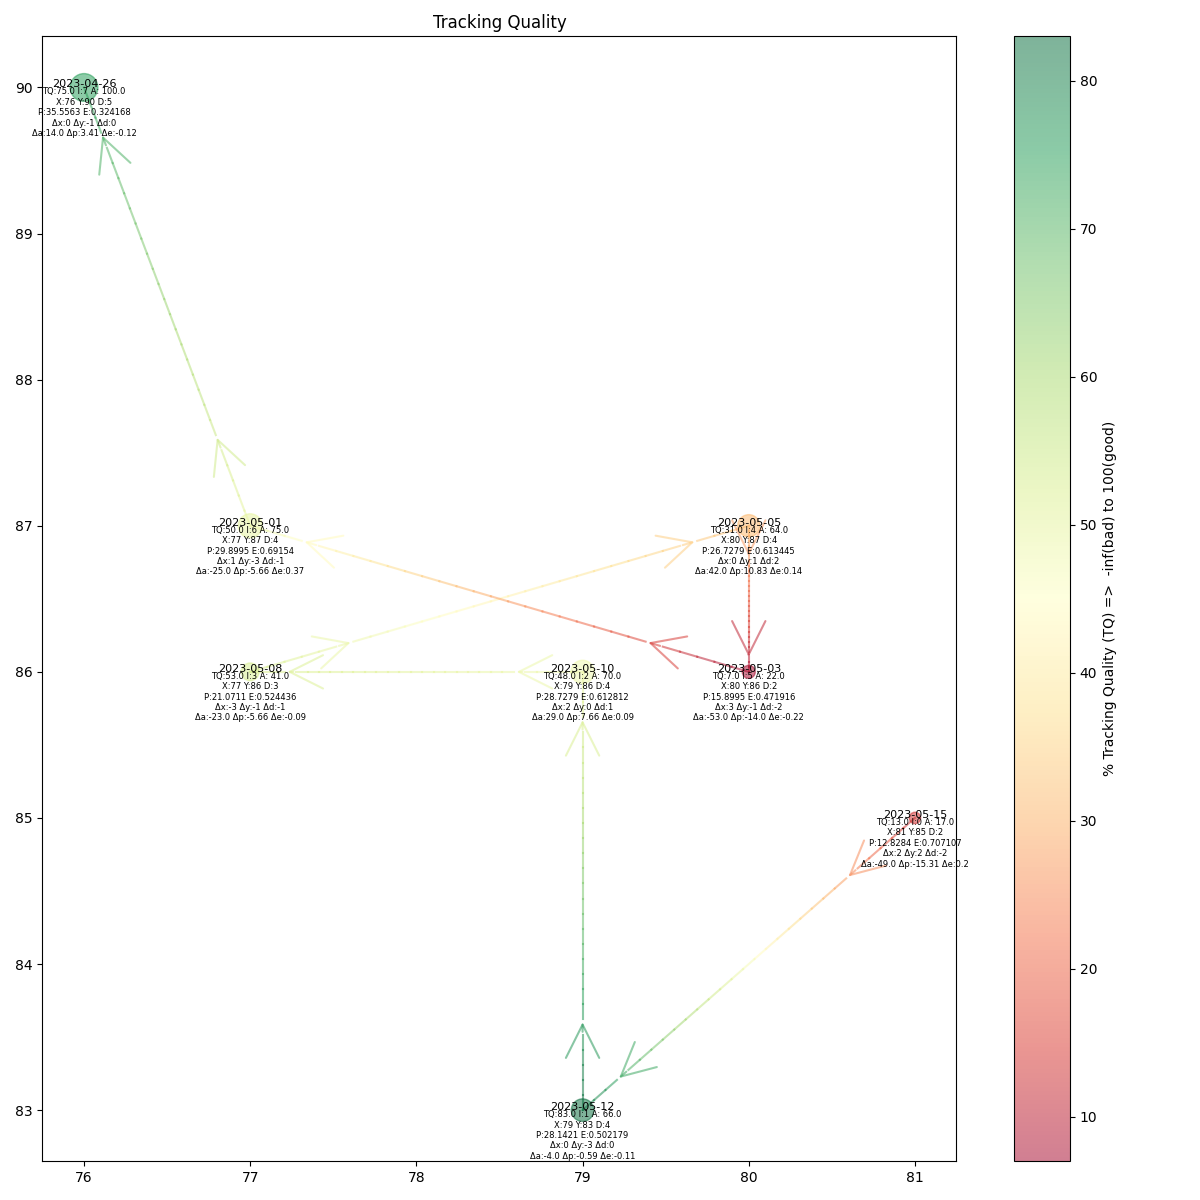 Tracking Quality
90
89
88
87
86
85
84
83
2023-04-26
TQ:75.0 I:7 A: 100.0
X:76 Y:90 D:5
P:35.5563 E:0.324168
Δx:0 Δy:-1 Δd:0
Δa:14.0 Δp:3.41 Δe:-0.12
2023-05-01
TQ:50.0 I:6 A: 75.0
X:77 Y:87 D:4
P:29.8995 E:0.69154
Δx:1 Δy:-3 Δd:-1
Δa:-25.0 Δp:-5.66 Δe:0.37
2023-05-05
TQ:31.0 I:4 A: 64.0
X:80 Y:87 D:4
P:26.7279 E:0.613445
Δx:0 Δy:1 Δd:2
Δa:42.0 Δp:10.83 Δe:0.14
2023-05-08
TQ:53.0 I:3 A: 41.0
X:77 Y:86 D:3
P:21.0711 E:0.524436
Δx:-3 Δy:-1 Δd:-1
Δa:-23.0 Δp:-5.66 Δe:-0.09
2023-05-10
TQ:48.0 I:2 A: 70.0
X:79 Y:86 D:4
P:28.7279 E:0.612812
Δx:2 Δy:0 Δd:1
Δa:29.0 Δp:7.66 Δe:0.09
2023-05-03
TQ:7.0 I:5 A: 22.0
X:80 Y:86 D:2
P:15.8995 E:0.471916
Δx:3 Δy:-1 Δd:-2
Δa:-53.0 Δp:-14.0 Δe:-0.22
2023-05-15
TQ:13.0 I:0 A: 17.0
X:81 Y:85 D:2
P:12.8284 E:0.707107
Δx:2 Δy:2 Δd:-2
Δa:-49.0 Δp:-15.31 Δe:0.2
2023-05-12
TQ:83.0 I:1 A: 66.0
X:79 Y:83 D:4
P:28.1421 E:0.502179
Δx:0 Δy:-3 Δd:0
Δa:-4.0 Δp:-0.59 Δe:-0.11
76
77
78
79
80
81
80
70
60
50
40
30
20
10
% Tracking Quality (TQ) => -inf(bad) to 100(good)